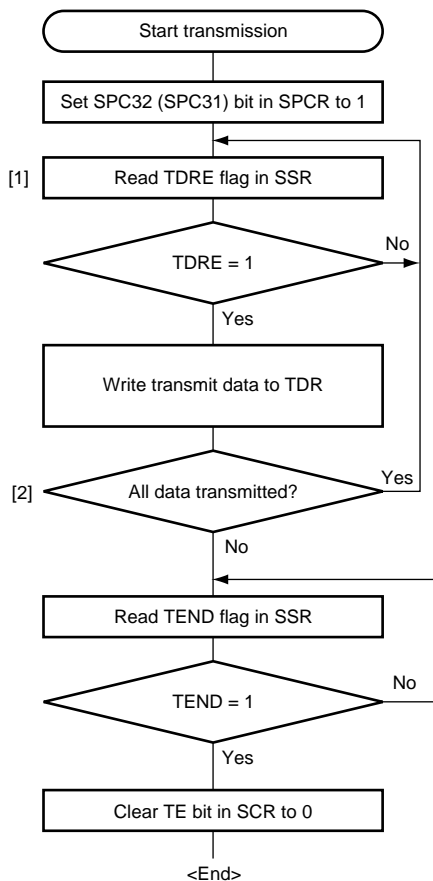 Start transmission
Set SPC32 (SPC31) bit in SPCR to 1
[1]
Read TDRE flag in SSR
TDRE = 1
No
Yes
Write transmit data to TDR
[2]
All data transmitted?
Yes
No
Read TEND flag in SSR
TEND = 1
No
Yes
Clear TE bit in SCR to 0
<End>